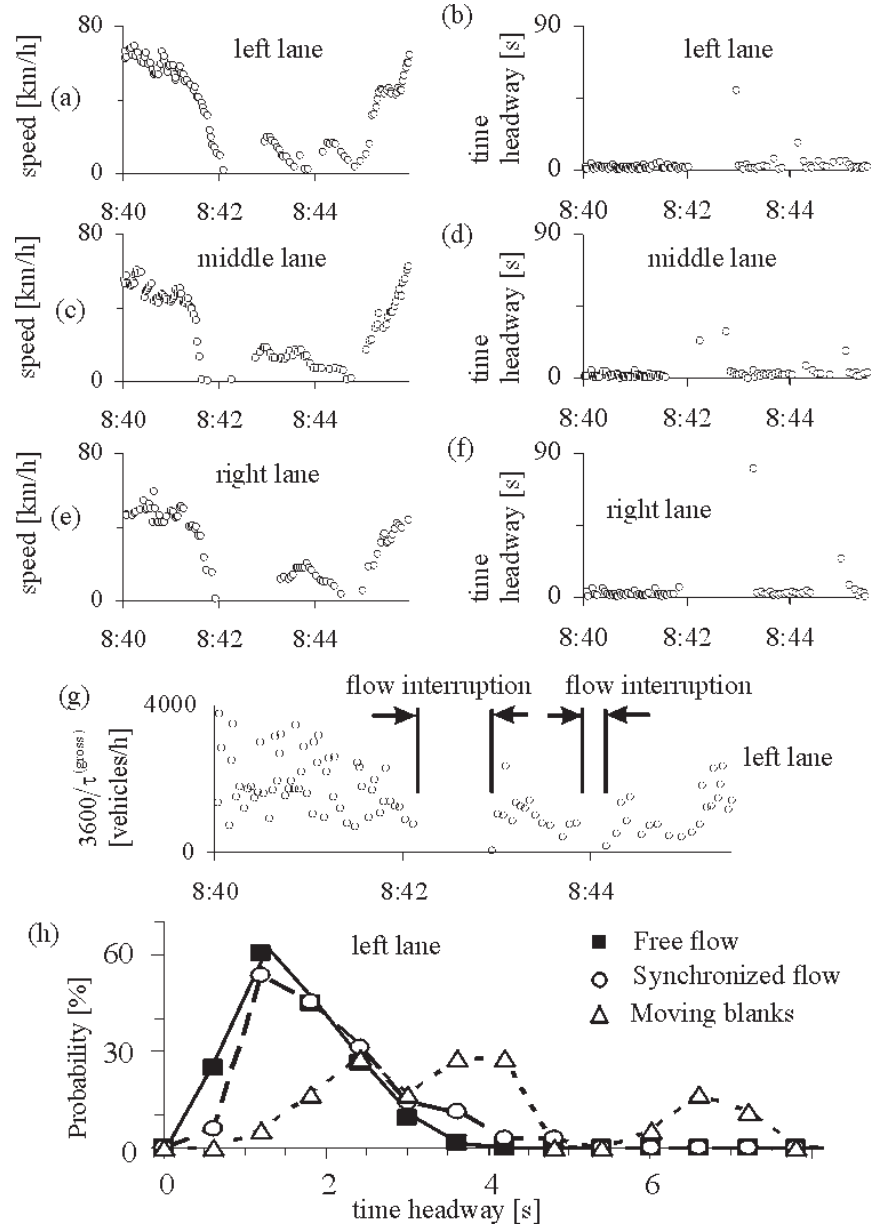 (a)
speed [km/h]
80
0
left lane
8:40 8:42 8:44
(b)
time
headway [s]
90
0
left lane
8:40 8:42 8:44
(c)
speed [km/h]
80
0
middle lane
8:40 8:42 8:44
(d)
time
headway [s]
90
0
middle lane
8:40 8:42 8:44
(e)
speed [km/h]
80
0
right lane
8:40 8:42 8:44
(f)
time
headway [s]
90
0
right lane
8:40 8:42 8:44
(g)
3600/τ(gross)
[vehicles/h]
4000
0
flow interruption flow interruption
left lane
8:40 8:42 8:44
(h)
Probability [%]
60
30
0
left lane
Free flow
Synchronized flow
Moving blanks
0 2 4 6
time headway [s]